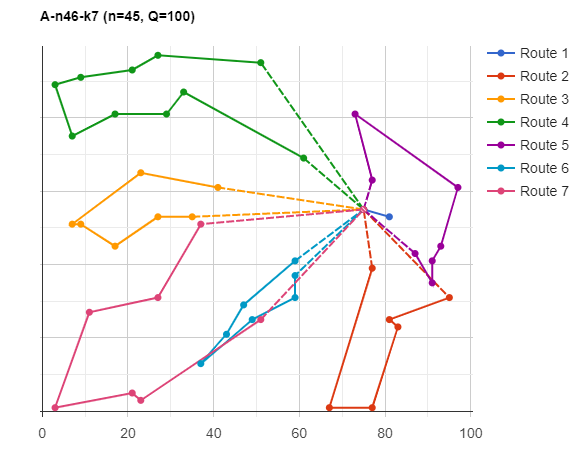 A-n46-k7 (n=45, Q=100)
Route 1
Route 2
Route 3
Route 4
Route 5
Route 6
Route 7
0 20 40 60 80 100